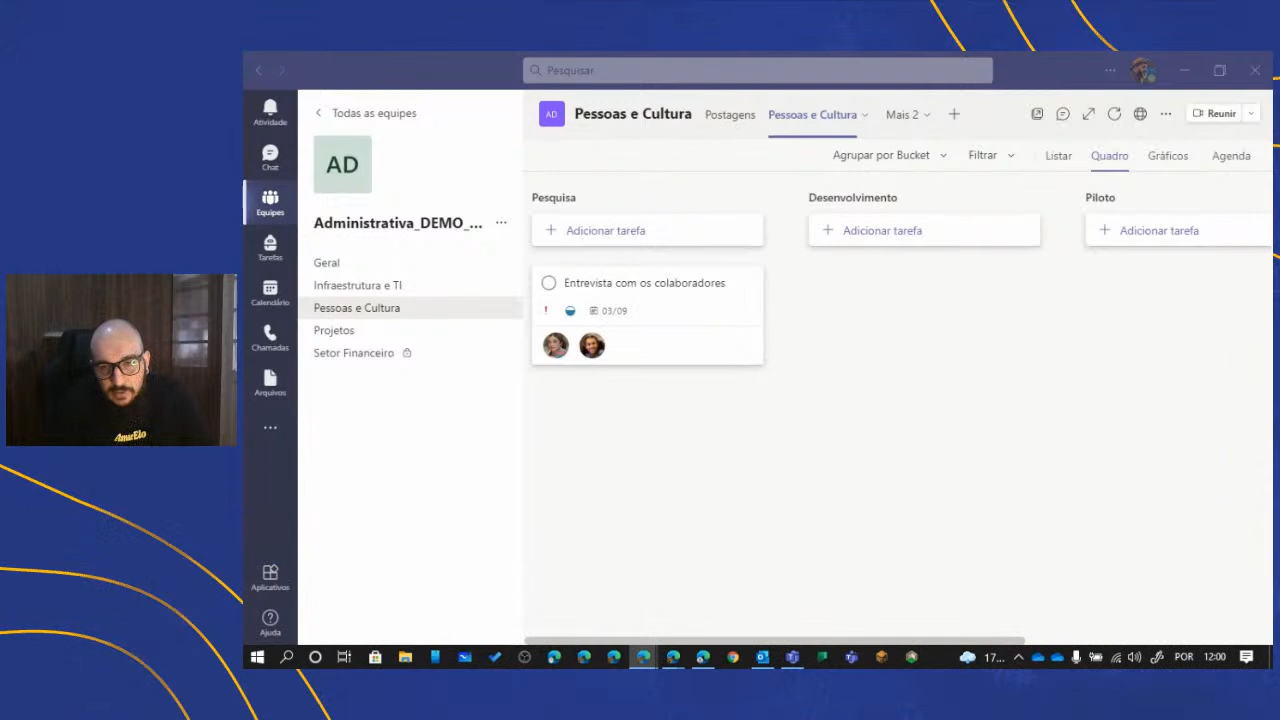 Pesquisar
Atividade
Chat
Equipes
Tarefas
Calendário
Chamadas
Arquivos
Aplicativos
Ajuda
Todas as equipes
AD
Administrativa_DEMO_...
Geral
Infraestrutura e TI
Pessoas e Cultura
Projetos
Setor Financeiro
AD
Pessoas e Cultura
Postagens
Pessoas e Cultura
Mais 2
Reunir
Agrupar por Bucket
Filtrar
Listar
Quadro
Gráficos
Agenda
Pesquisa
Adicionar tarefa
Entrevista com os colaboradores
03/09
Desenvolvimento
Adicionar tarefa
Piloto
Adicionar tarefa
AmarElo
17...
POR
12:00